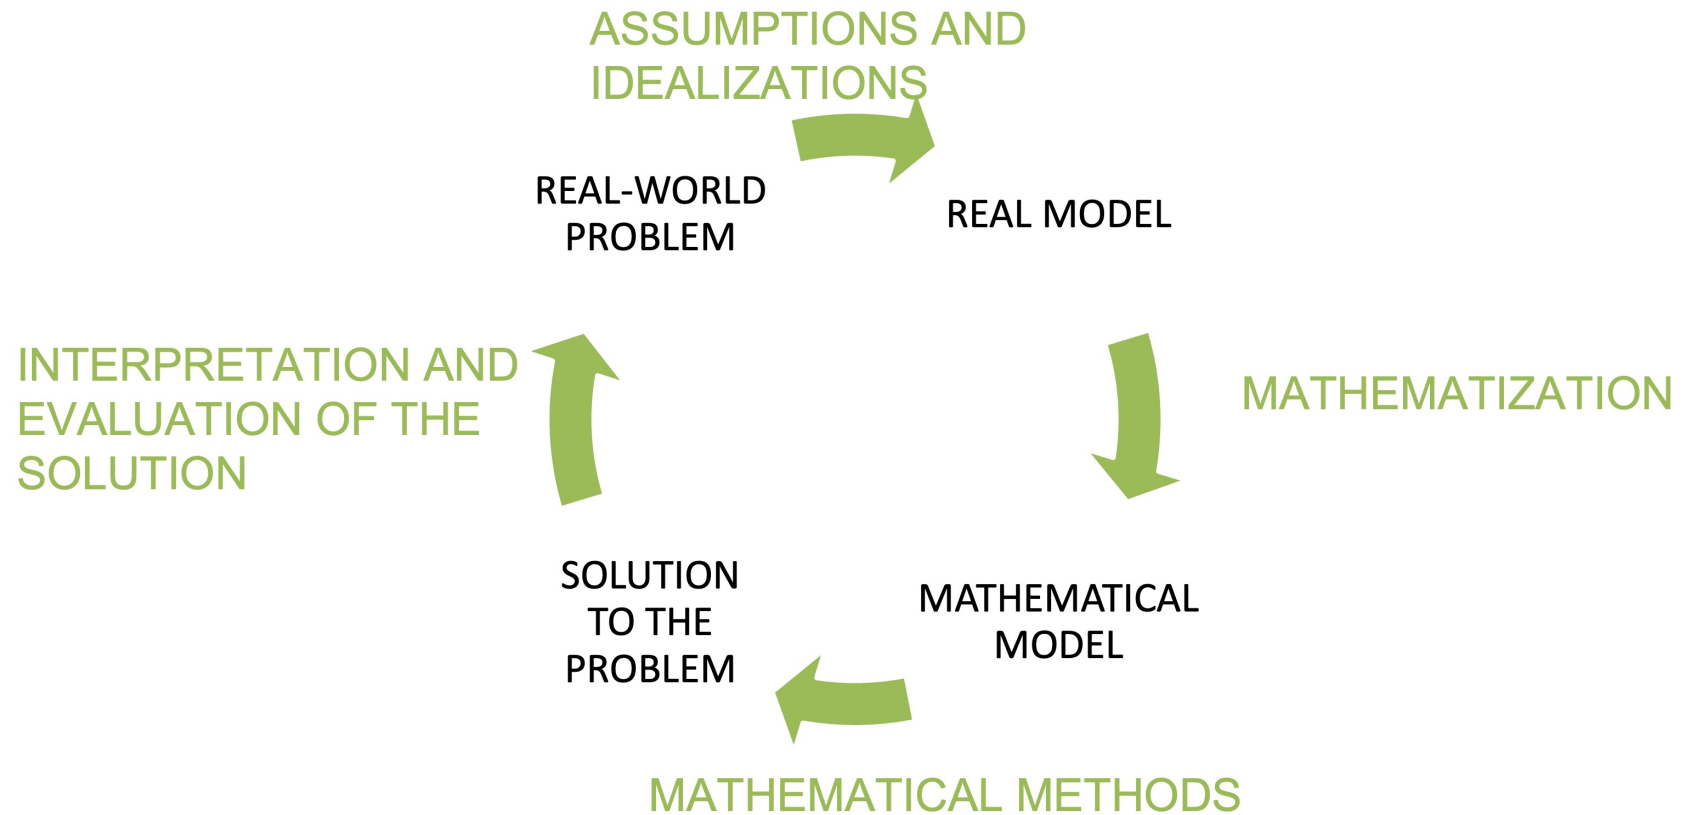 ASSUMPTIONS AND
IDEALIZATIONS
REAL-WORLD
PROBLEM
REAL MODEL
INTERPRETATION AND
EVALUATION OF THE
SOLUTION
MATHEMATIZATION
SOLUTION
TO THE
PROBLEM
MATHEMATICAL
MODEL
MATHEMATICAL METHODS